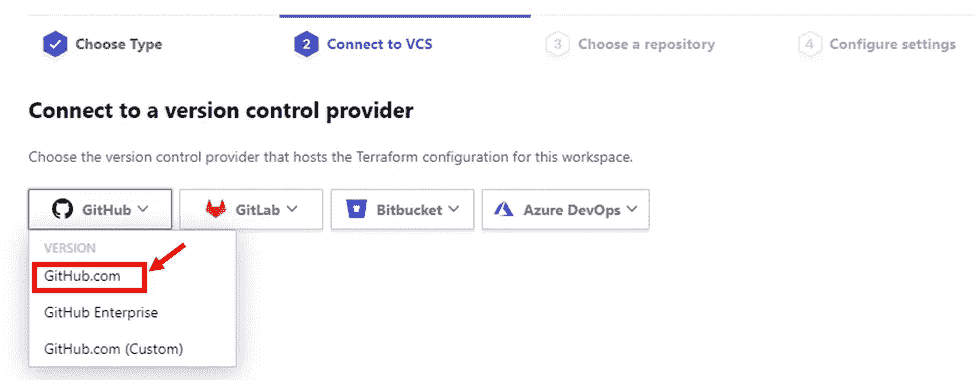 Choose Type 2 Connect to VCS 3 Choose a repository 4 Configure settings
Connect to a version control provider
Choose the version control provider that hosts the Terraform configuration for this workspace.
GitHub GitLab Bitbucket Azure DevOps
VERSION
GitHub.com
GitHub Enterprise
GitHub.com (Custom)